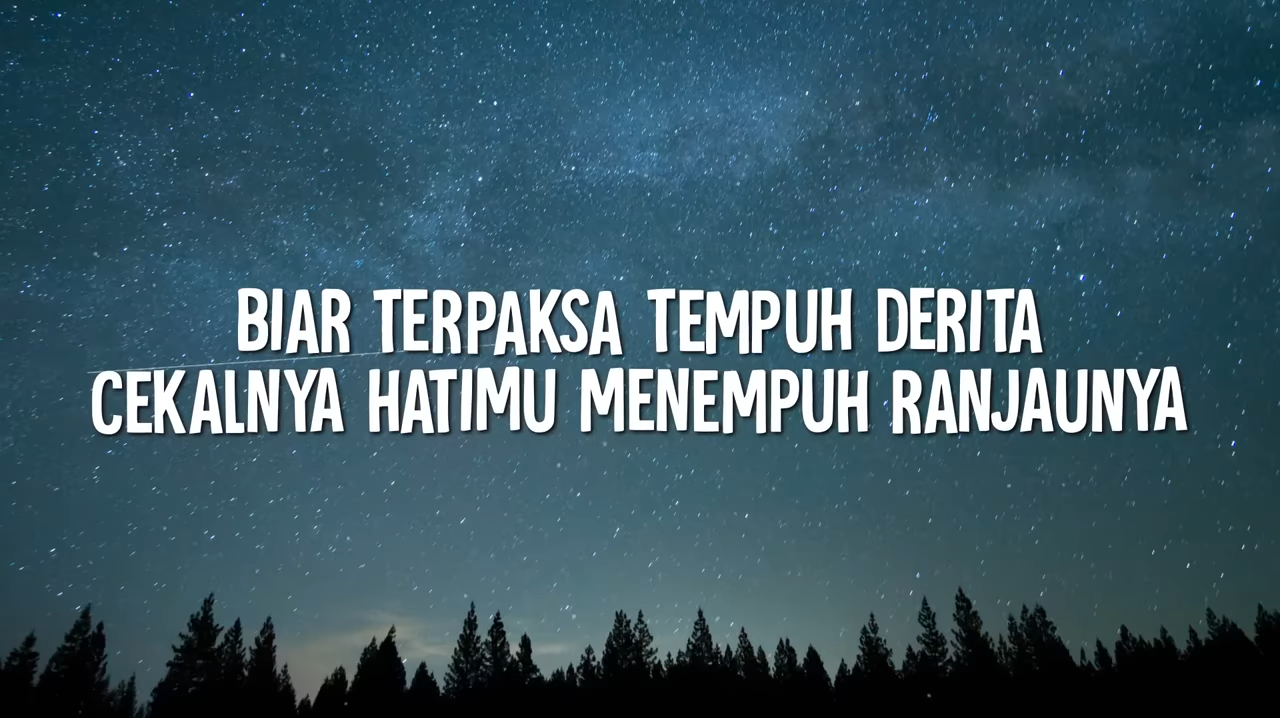 BIAR TERPAKSA TEMPUH DERITA
CEKALNYA HATIMU MENEMPUH RANJAUNYA